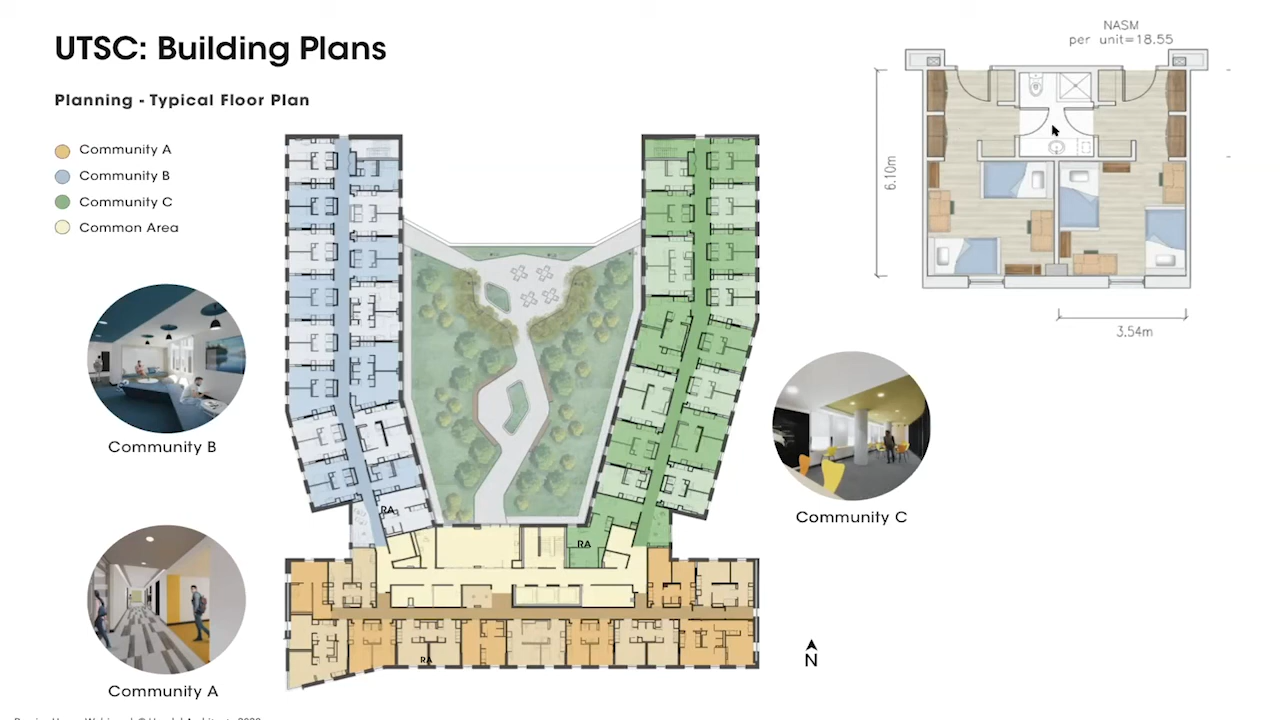 UTSC: Building Plans
Planning - Typical Floor Plan
Community A
Community B
Community C
Common Area
NASM
per unit=18.55
6.10m
3.54m
RA
RA
RA
Community B
Community C
Community A
N